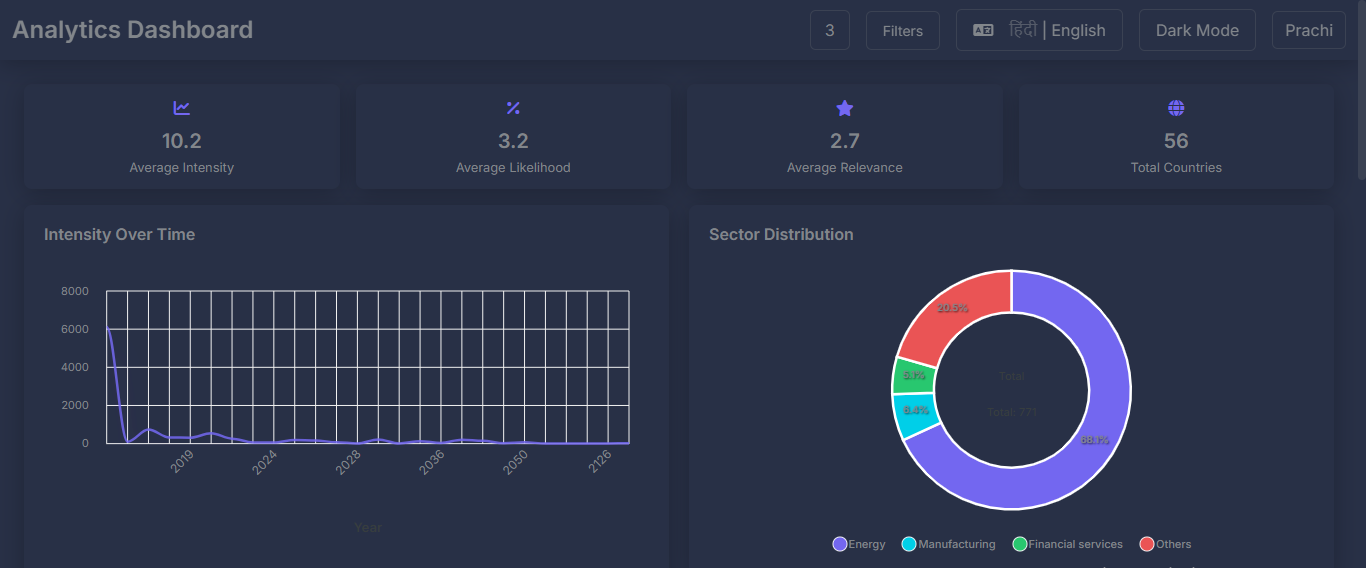 Analytics Dashboard
3
Filters
हिंदी | English
Dark Mode
Prachi
10.2
Average Intensity
3.2
Average Likelihood
2.7
Average Relevance
56
Total Countries
Intensity Over Time
8000
6000
4000
2000
0
2019
2024
2028
2036
2050
2126
Year
Sector Distribution
20.5%
5.1%
6.4%
68.1%
Total
Total: 771
Energy
Manufacturing
Financial services
Others